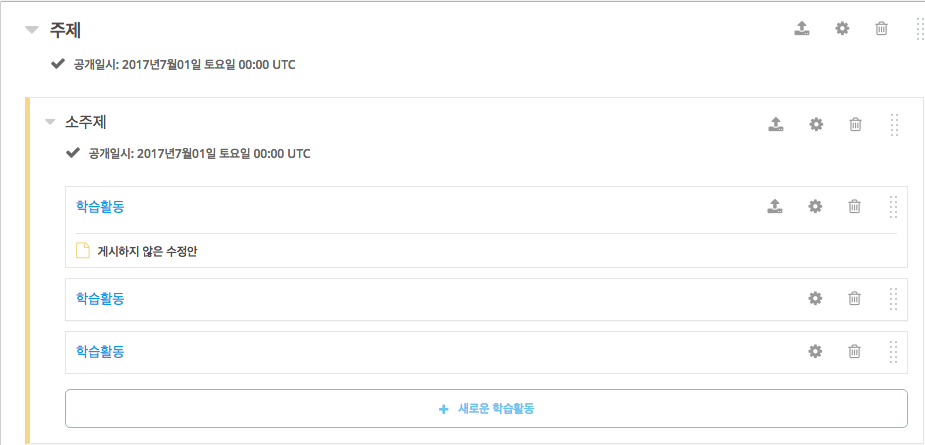 주제
공개일시: 2017년7월01일 토요일 00:00 UTC
소주제
공개일시: 2017년7월01일 토요일 00:00 UTC
학습활동
게시하지 않은 수정안
학습활동
학습활동
+ 새로운 학습활동